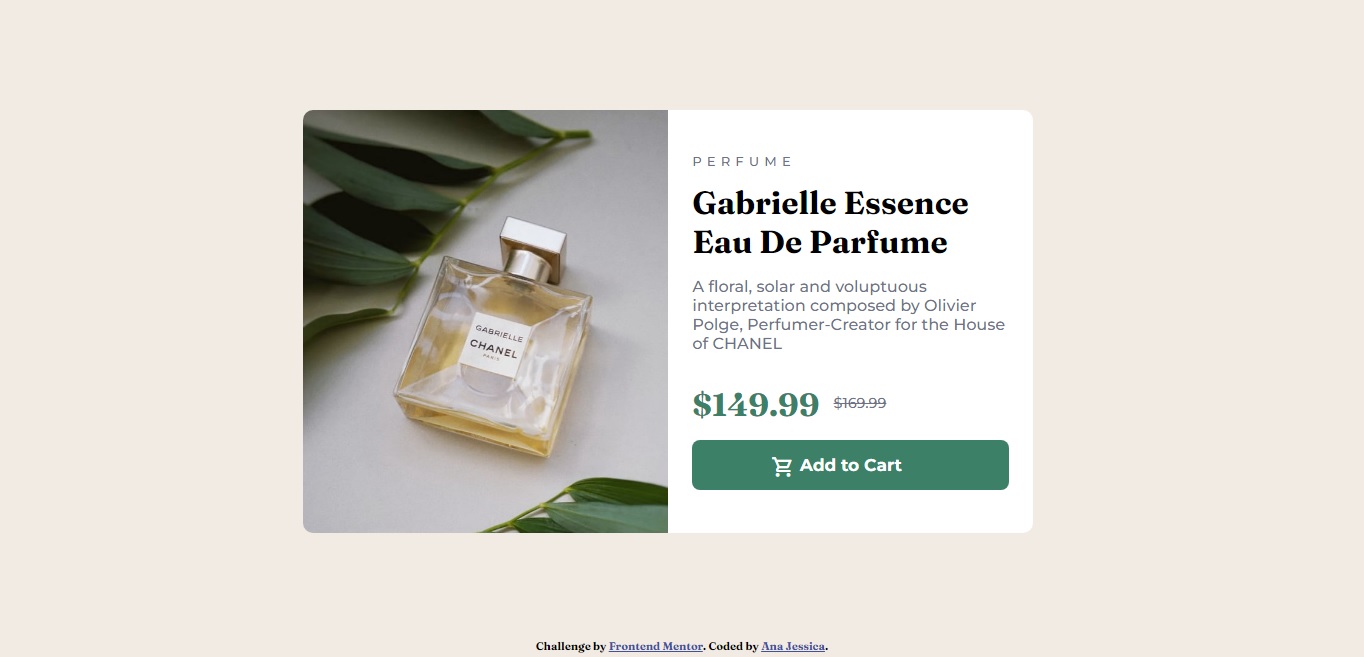 GABRIELLE
CHANEL
PARIS
PERFUME
Gabrielle Essence
Eau De Parfume
A floral, solar and voluptuous
interpretation composed by Olivier
Polge, Perfumer-Creator for the House
of CHANEL
$149.99 $169.99
Add to Cart
Challenge by Frontend Mentor. Coded by Ana Jessica.